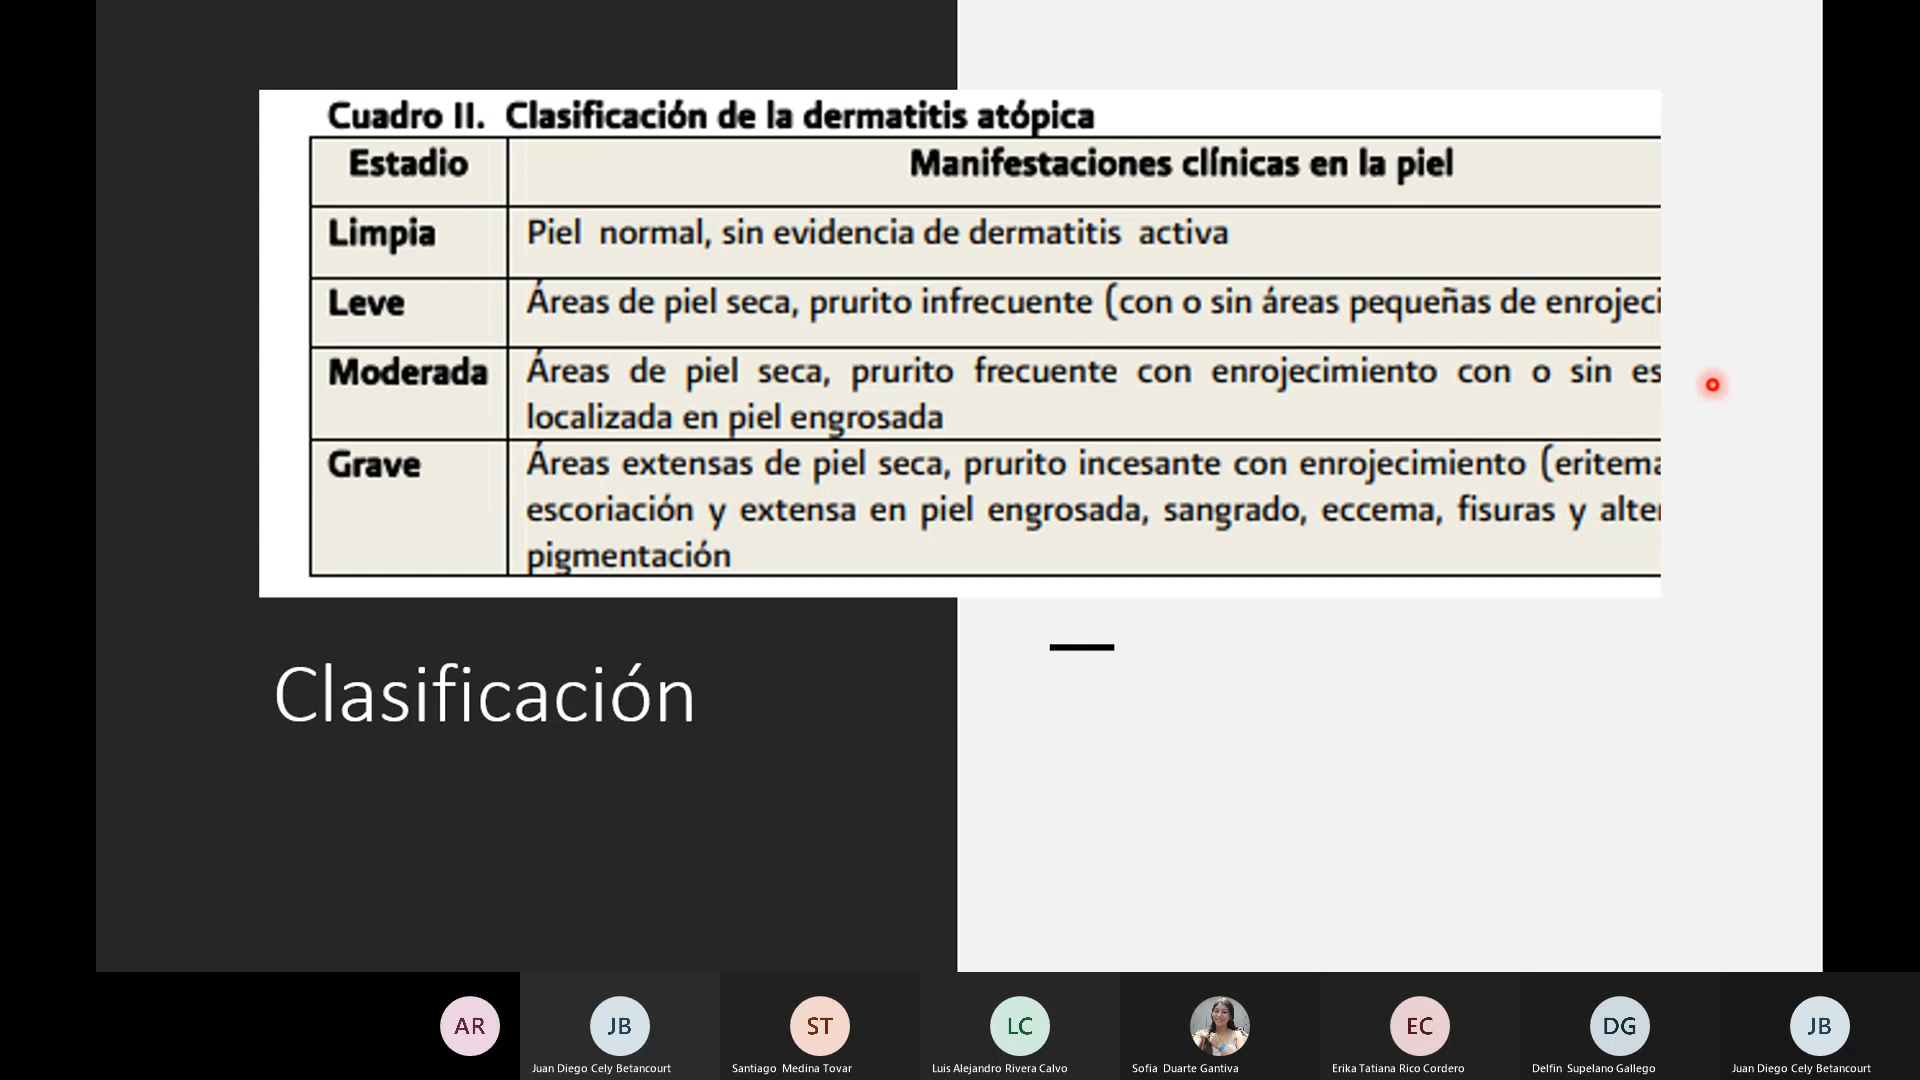 Cuadro II. Clasificación de la dermatitis atópica
Estadio Manifestaciones clínicas en la piel
Limpia Piel normal, sin evidencia de dermatitis activa
Leve Áreas de piel seca, prurito infrecuente (con o sin áreas pequeñas de enrojeci
Moderada Áreas de piel seca, prurito frecuente con enrojecimiento con o sin es
localizada en piel engrosada
Grave Áreas extensas de piel seca, prurito incesante con enrojecimiento (eritema
escoriación y extensa en piel engrosada, sangrado, eccema, fisuras y alte
pigmentación
Clasificación
AR JB ST LC EC DG JB
Juan Diego Cely Betancourt Santiago Medina Tovar Luis Alejandro Rivera Calvo Sofia Duarte Gantiva Erika Tatiana Rico Cordero Delfin Supelano Gallego Juan Diego Cely Betancourt